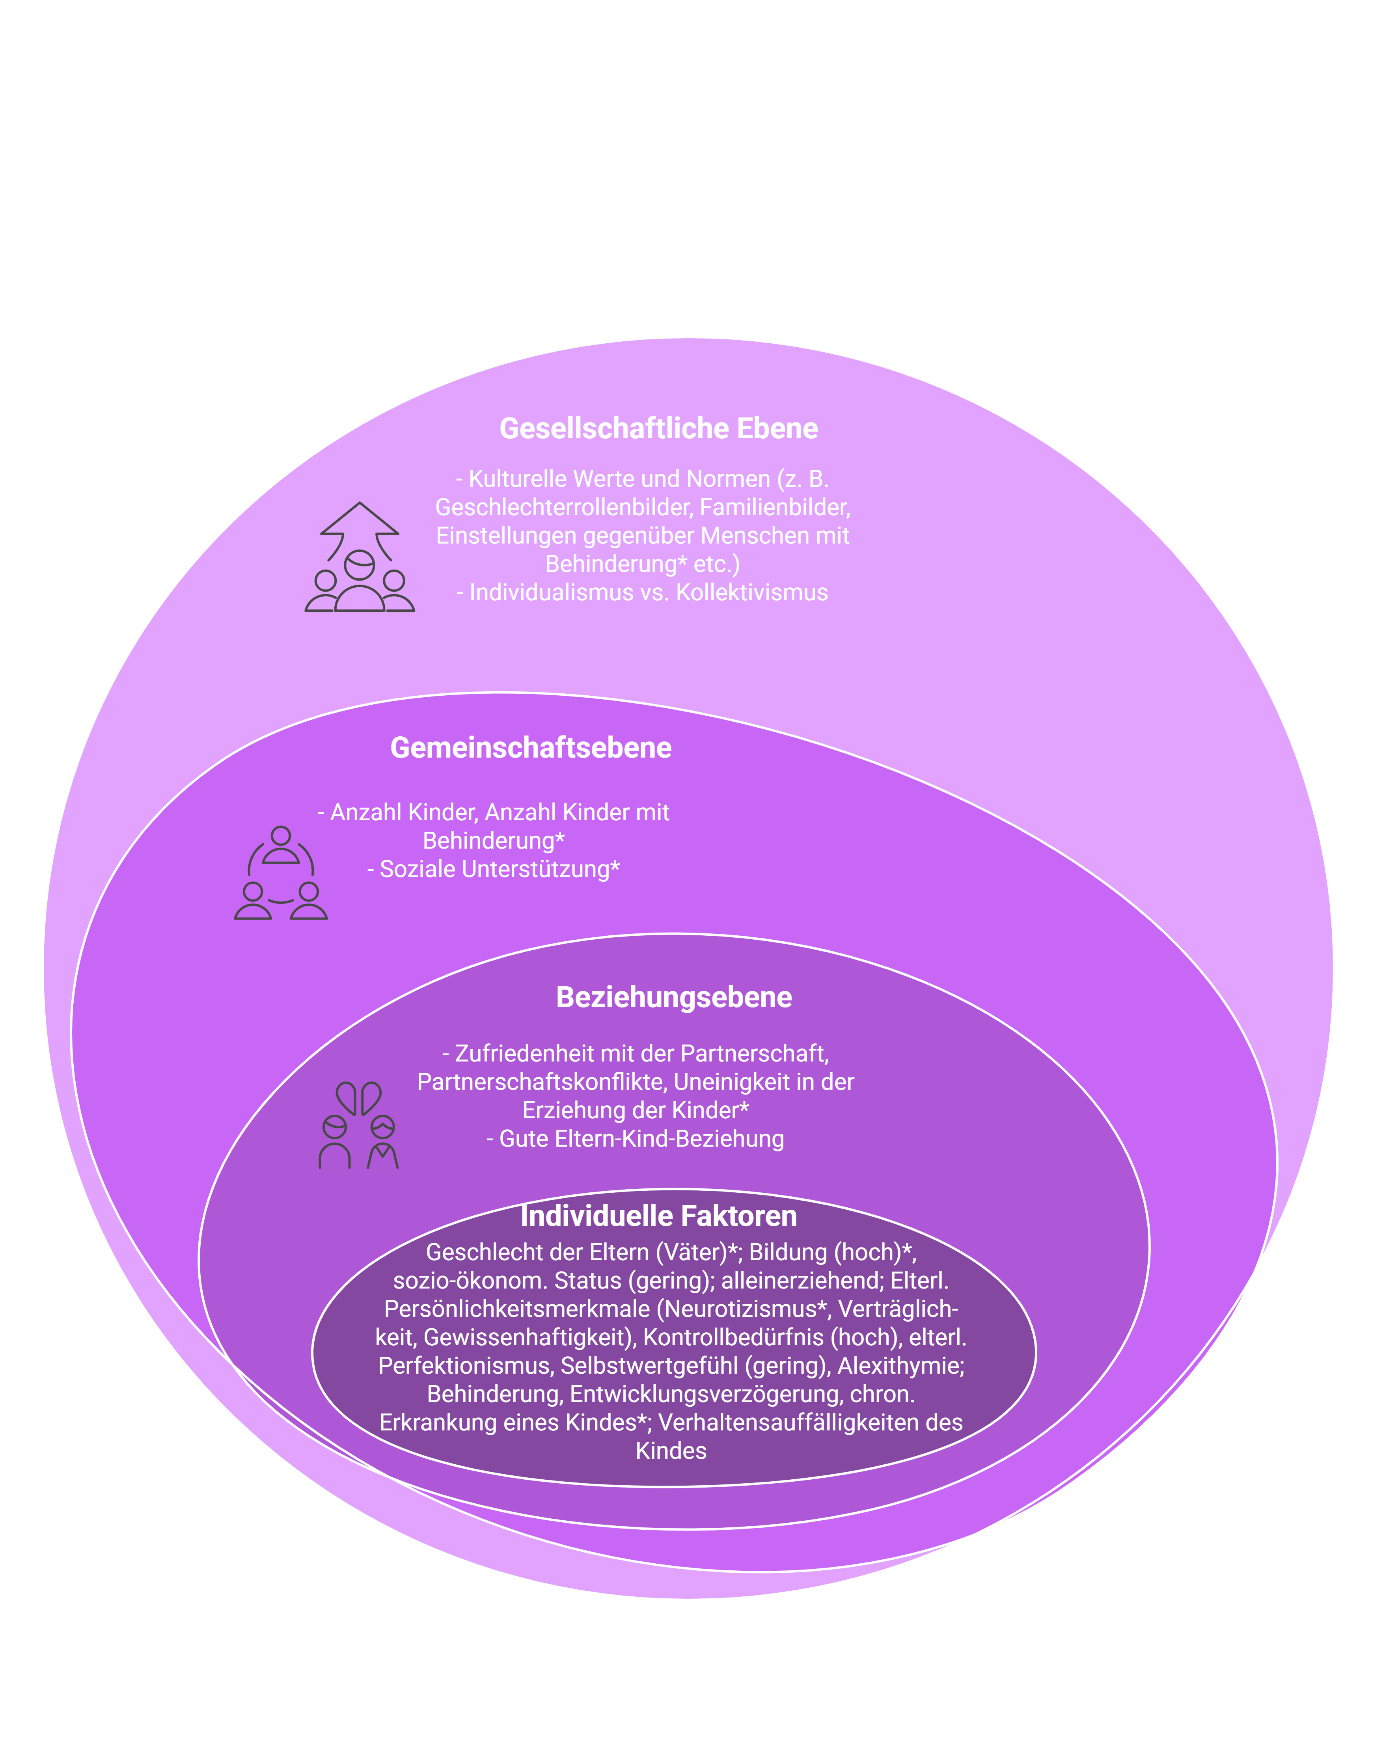 Gesellschaftliche Ebene
- Kulturelle Werte und Normen (z. B.
Geschlechterrollenbilder, Familienbilder,
Einstellungen gegenüber Menschen mit
Behinderung* etc.)
- Individualismus vs. Kollektivismus
Gemeinschaftsebene
- Anzahl Kinder, Anzahl Kinder mit
Behinderung*
- Soziale Unterstützung*
Beziehungsebene
- Zufriedenheit mit der Partnerschaft,
Partnerschaftskonflikte, Uneinigkeit in der
Erziehung der Kinder*
- Gute Eltern-Kind-Beziehung
Individuelle Faktoren
Geschlecht der Eltern (Väter)*; Bildung (hoch)*,
sozio-ökonom. Status (gering); alleinerziehend; Elterl.
Persönlichkeitsmerkmale (Neurotizismus*, Verträglich-
keit, Gewissenhaftigkeit), Kontrollbedürfnis (hoch), elterl.
Perfektionismus, Selbstwertgefühl (gering), Alexithymie;
Behinderung, Entwicklungsverzögerung, chron.
Erkrankung eines Kindes*; Verhaltensauffälligkeiten des
Kindes